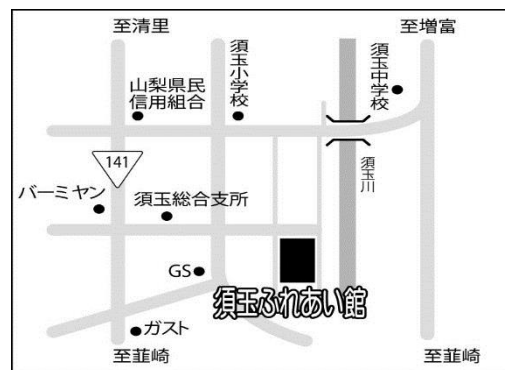 至清里
至増富
須玉小学校
須玉中学校
山梨県民
信用組合
141
須玉川
バーミヤン
須玉総合支所
GS
須玉ふれあい館
ガスト
至韮崎
至韮崎